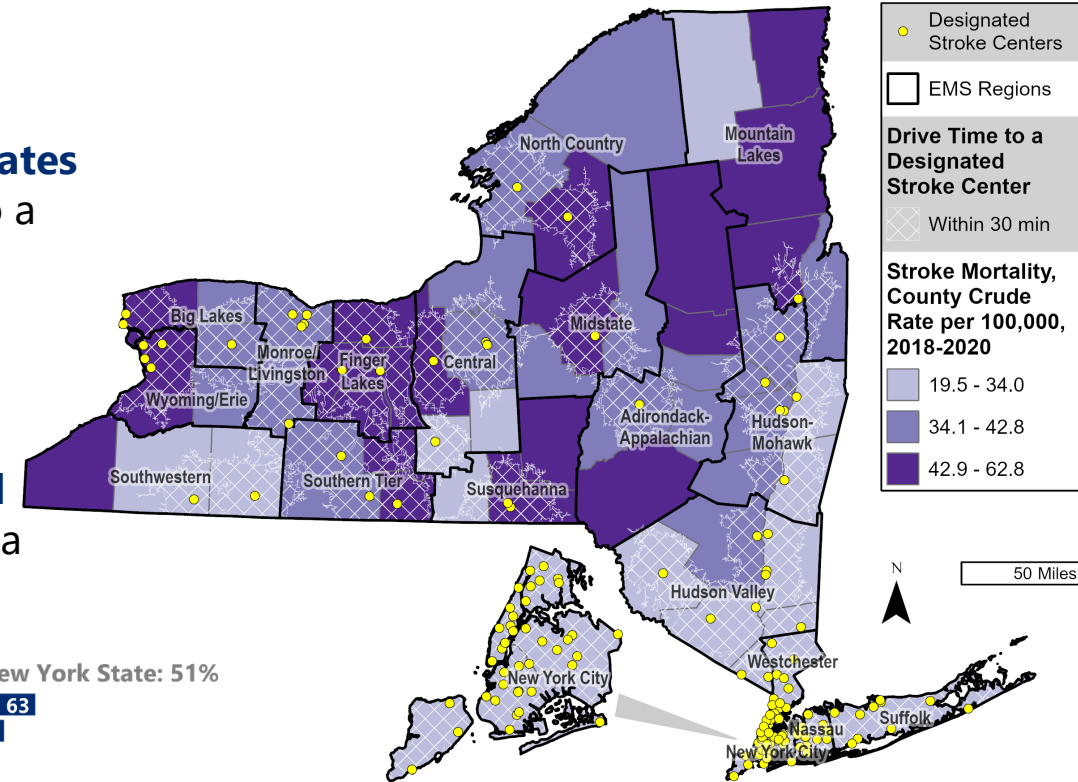 ates
o a
a
ew York State: 51%
63
Designated
Stroke Centers
EMS Regions
Drive Time to a
Designated
Stroke Center
Within 30 min
Stroke Mortality,
County Crude
Rate per 100,000,
2018-2020
19.5 - 34.0
34.1 - 42.8
42.9 - 62.8
N
50 Miles
North Country
Mountain
Lakes
Big Lakes
Monroe/
Livingston
Finger
Lakes
Central
Midstate
Wyoming/Erie
Adirondack-
Appalachian
Hudson-
Mohawk
Southwestern
Southern Tier
Susquehanna
Hudson Valley
Westchester
New York City
Nassau
Suffolk
New York City